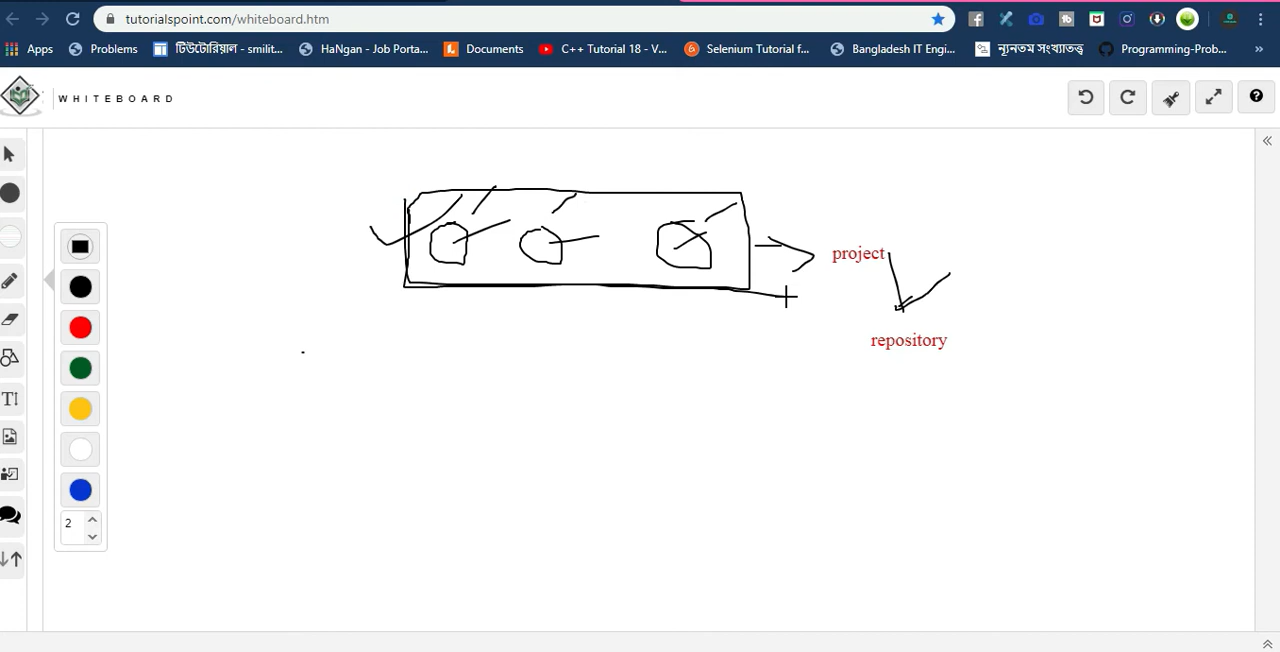 tutorialspoint.com/whiteboard.htm
Apps Problems টিউটোরিয়াল - smilit... HaNgan - Job Porta... Documents C++ Tutorial 18 - V... Selenium Tutorial f... Bangladesh IT Engi... ন্যূনতম সংখ্যাতত্ত্ব Programming-Prob... »
WHITEBOARD
project
repository
2